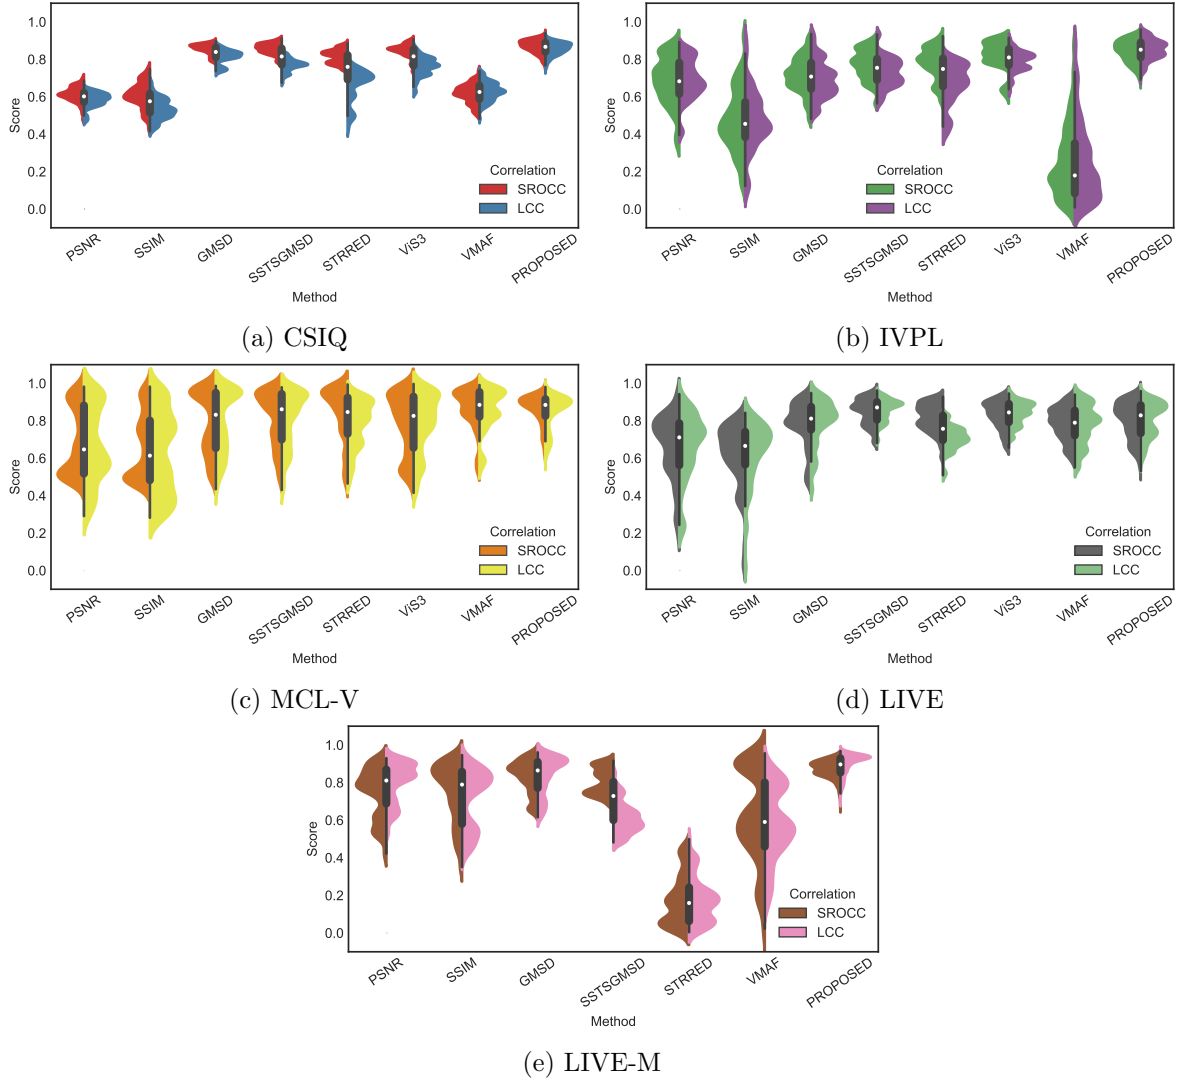 1.0
0.8
0.6
0.4
0.2
0.0
Score
Correlation
SROCC
LCC
PSNR
SSIM
GMSD
SSTSGMSD
STRRED
ViS3
VMAF
PROPOSED
Method
(a) CSIQ
1.0
0.8
0.6
0.4
0.2
0.0
Score
Correlation
SROCC
LCC
PSNR
SSIM
GMSD
SSTSGMSD
STRRED
ViS3
VMAF
PROPOSED
Method
(b) IVPL
1.0
0.8
0.6
0.4
0.2
0.0
Score
Correlation
SROCC
LCC
PSNR
SSIM
GMSD
SSTSGMSD
STRRED
ViS3
VMAF
PROPOSED
Method
(c) MCL-V
1.0
0.8
0.6
0.4
0.2
0.0
Score
Correlation
SROCC
LCC
PSNR
SSIM
GMSD
SSTSGMSD
STRRED
ViS3
VMAF
PROPOSED
Method
(d) LIVE
1.0
0.8
0.6
0.4
0.2
0.0
Score
Correlation
SROCC
LCC
PSNR
SSIM
GMSD
SSTSGMSD
STRRED
VMAF
PROPOSED
Method
(e) LIVE-M